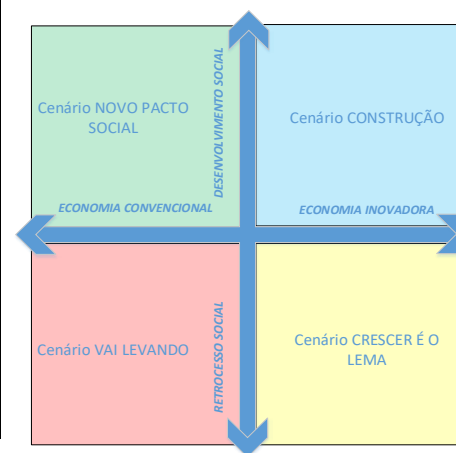 Cenário NOVO PACTO
SOCIAL
DESENVOLVIMENTO SOCIAL
Cenário CONSTRUÇÃO
ECONOMIA CONVENCIONAL
ECONOMIA INOVADORA
Cenário VAI LEVANDO
RETROCESSO SOCIAL
Cenário CRESCER É O
LEMA